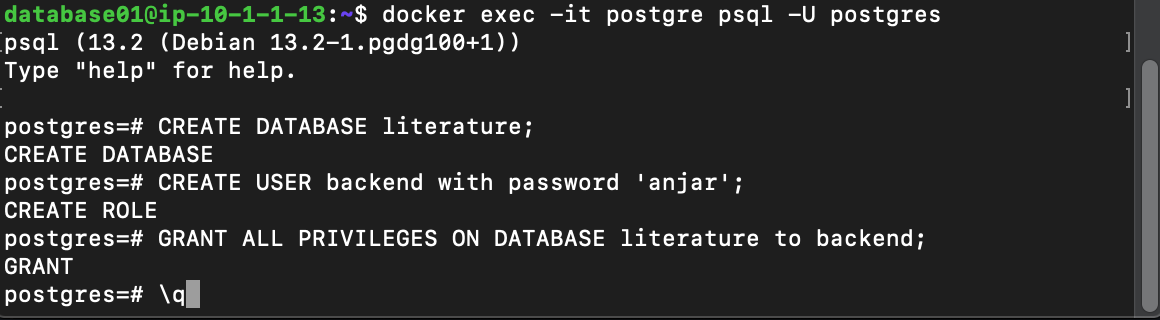 database01@ip-10-1-1-13:~$ docker exec -it postgre psql -U postgres
[psql (13.2 (Debian 13.2-1.pgdg100+1)) ]
Type "help" for help.
[ ]
postgres=# CREATE DATABASE literature;
CREATE DATABASE
postgres=# CREATE USER backend with password 'anjar';
CREATE ROLE
postgres=# GRANT ALL PRIVILEGES ON DATABASE literature to backend;
GRANT
postgres=# \q